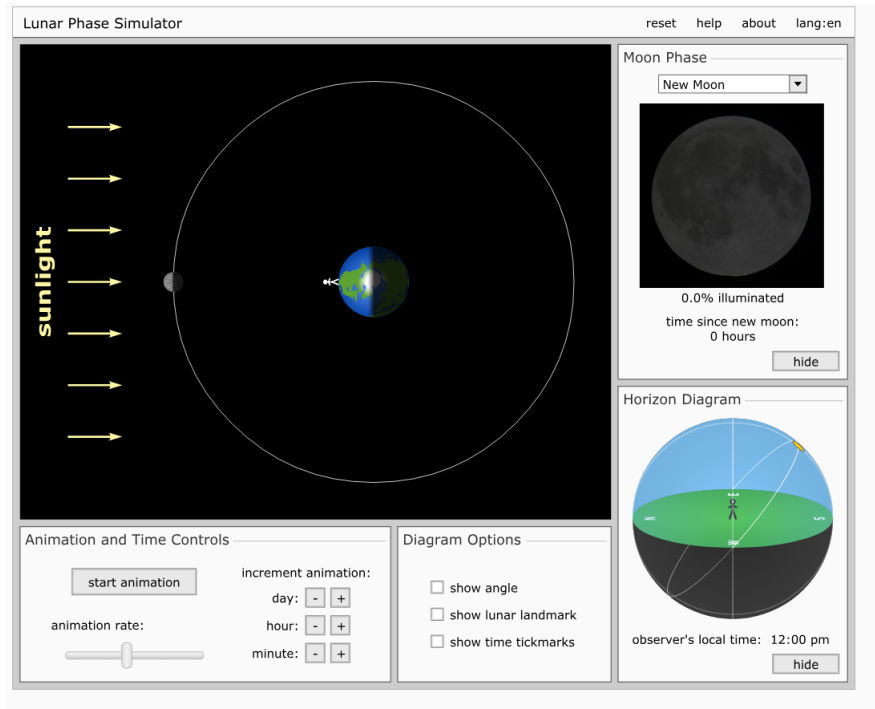 Lunar Phase Simulator
reset help about lang:en
sunlight
Moon Phase
New Moon
0.0% illuminated
time since new moon:
0 hours
hide
Horizon Diagram
N
E
S
W
observer's local time: 12:00 pm
hide
Animation and Time Controls
start animation
animation rate:
increment animation:
day: - +
hour: - +
minute: - +
Diagram Options
show angle
show lunar landmark
show time tickmarks